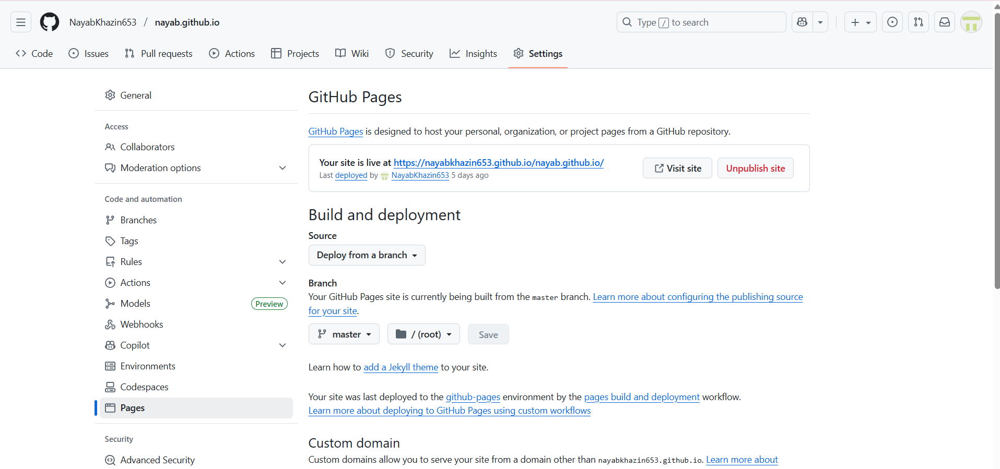 NayabKhazin653 / nayab.github.io
Type / to search
Code
Issues
Pull requests
Actions
Projects
Wiki
Security
Insights
Settings
General
Access
Collaborators
Moderation options
Code and automation
Branches
Tags
Rules
Actions
Models
Preview
Webhooks
Copilot
Environments
Codespaces
Pages
Security
Advanced Security
GitHub Pages
GitHub Pages is designed to host your personal, organization, or project pages from a GitHub repository.
Your site is live at https://nayabkhazin653.github.io/nayab.github.io/
Last deployed by NayabKhazin653 5 days ago
Visit site
Unpublish site
Build and deployment
Source
Deploy from a branch
Branch
Your GitHub Pages site is currently being built from the master branch. Learn more about configuring the publishing source
for your site.
master
/ (root)
Save
Learn how to add a Jekyll theme to your site.
Your site was last deployed to the github-pages environment by the pages build and deployment workflow.
Learn more about deploying to GitHub Pages using custom workflows
Custom domain
Custom domains allow you to serve your site from a domain other than nayabkhazin653.github.io. Learn more about